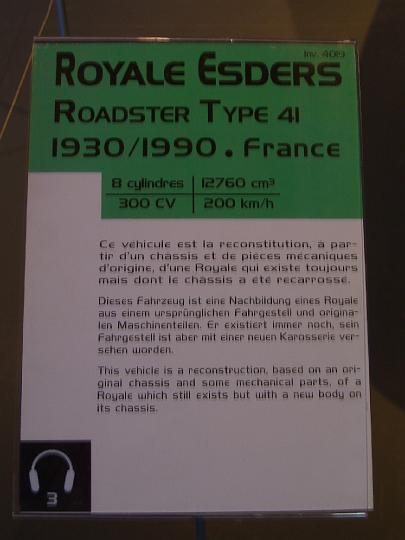 Inv. 4019
Royale Esders
Roadster Type 41
1930/1990 . France
8 cylindres 12760 cm³
300 CV 200 km/h
Ce véhicule est la reconstitution, à par-
tir d'un châssis et de pièces mécaniques
d'origine, d'une Royale qui existe toujours
mais dont le châssis a été recarrossé.
Dieses Fahrzeug ist eine Nachbildung eines Royale
aus einem ursprünglichen Fahrgestell und origina-
len Maschinenteilen. Er existiert immer noch, sein
Fahrgestell ist aber mit einer neuen Karosserie ver-
sehen worden.
This vehicle is a reconstruction, based on an ori-
ginal chassis and some mechanical parts, of a
Royale which still exists but with a new body on
its chassis.
3